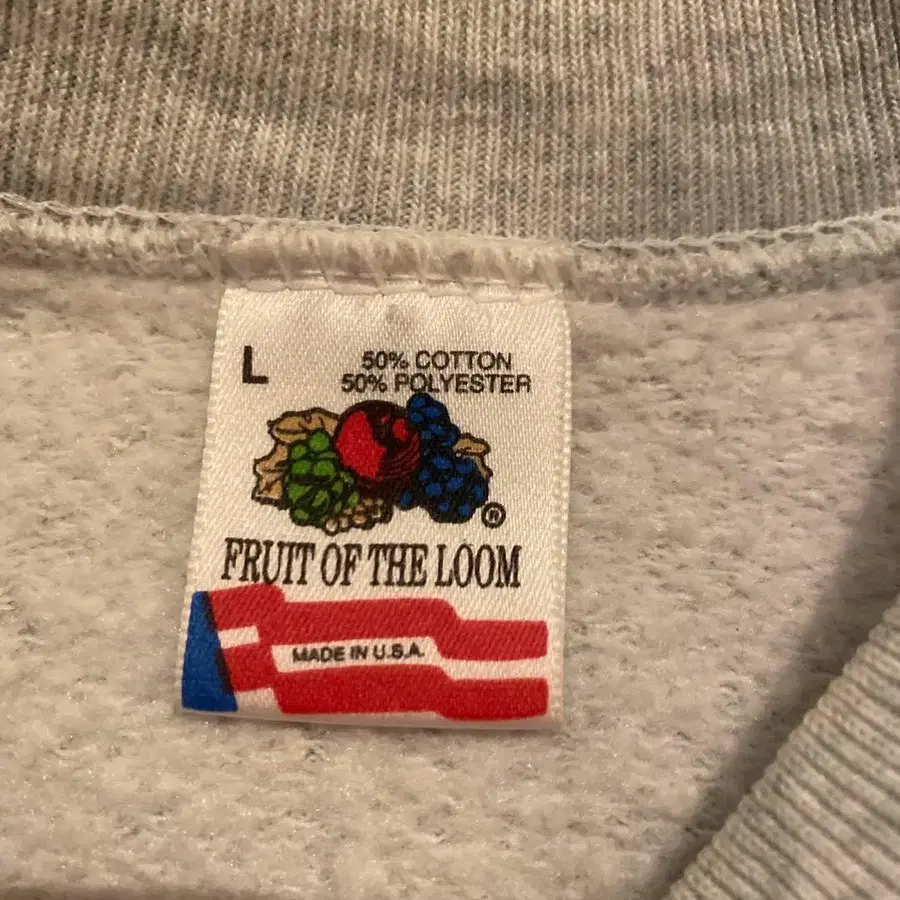 L
50% COTTON
50% POLYESTER
®
FRUIT OF THE LOOM
MADE IN U.S.A.